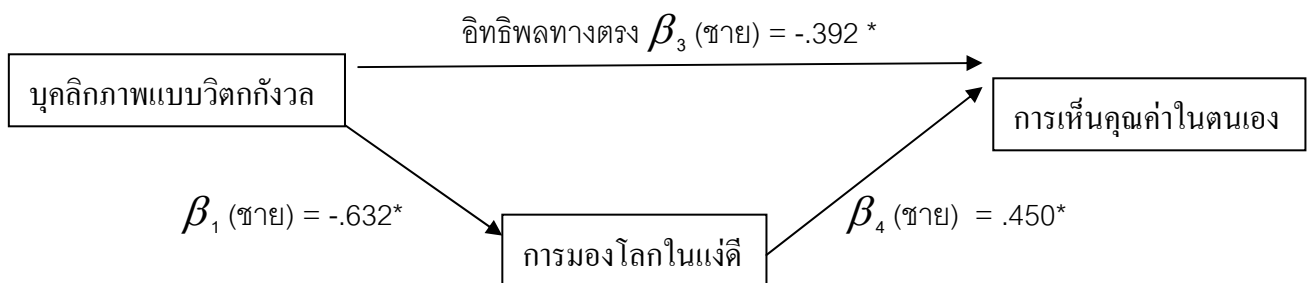 อิทธิพลทางตรง β₃ (ชาย) = -.392 *
บุคลิกภาพแบบวิตกกังวล
การเห็นคุณค่าในตนเอง
β₁ (ชาย) = -.632*
β₄ (ชาย) = .450*
การมองโลกในแง่ดี